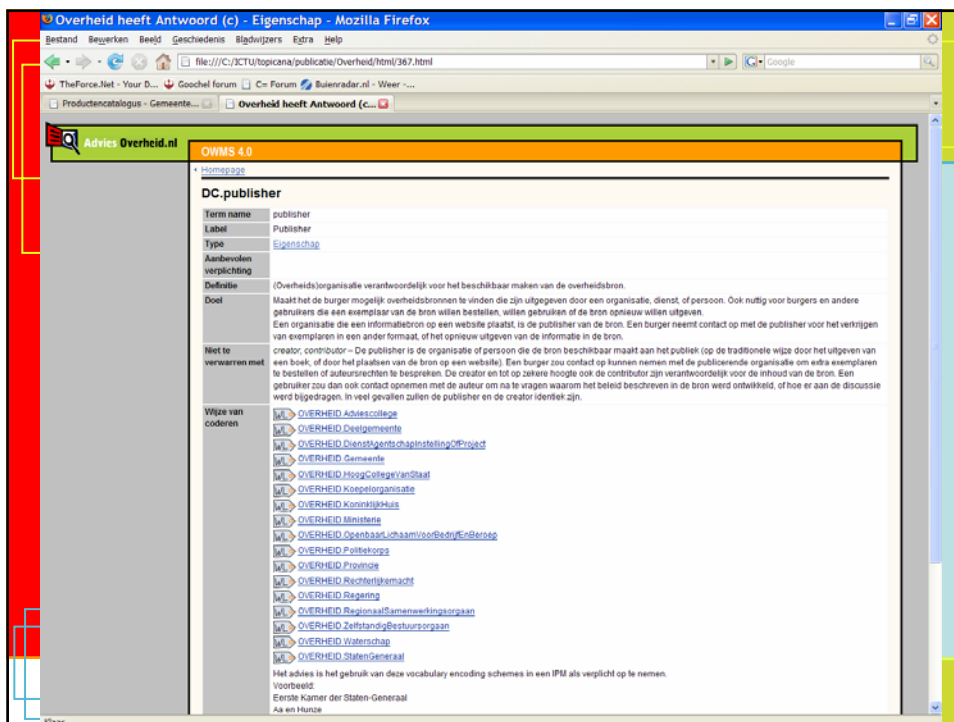 Overheid heeft Antwoord (c) - Eigenschap - Mozilla Firefox
Bestand Bewerken Beeld Geschiedenis Bladwijzers Extra Help
file:///C:/ICTU/topicana/publicatie/Overheid/html/367.html
Google
TheForce.Net - Your D... Goochel forum C= Forum Buienradar.nl - Weer -...
Productencatalogus - Gemeente... Overheid heeft Antwoord (c...
Advies Overheid.nl
OWMS 4.0
Homepage
DC.publisher
Term name publisher
Label Publisher
Type Eigenschap
Aanbevolen
verplichting
Definitie (Overheids)organisatie verantwoordelijk voor het beschikbaar maken van de overheidsbron.
Doel Maakt het de burger mogelijk overheidsbronnen te vinden die zijn uitgegeven door een organisatie, dienst, of persoon. Ook nuttig voor burgers en andere
gebruikers die een exemplaar van de bron willen bestellen, willen gebruiken of de bron opnieuw willen uitgeven.
Een organisatie die een informatiebron op een website plaatst, is de publisher van de bron. Een burger neemt contact op met de publisher voor het verkrijgen
van exemplaren in een ander formaat, of het opnieuw uitgeven van de informatie in de bron.
Niet te creator, contributor – De publisher is de organisatie of persoon die de bron beschikbaar maakt aan het publiek (op de traditionele wijze door het uitgeven van
verwarren met een boek, of door het plaatsen van de bron op een website). Een burger zou contact op kunnen nemen met de publicerende organisatie om extra exemplaren
te bestellen of auteursrechten te bespreken. De creator en tot op zekere hoogte ook de contributor zijn verantwoordelijk voor de inhoud van de bron. Een
gebruiker zou dan ook contact opnemen met de auteur om na te vragen waarom het beleid beschreven in de bron werd ontwikkeld, of hoe er aan de discussie
werd bijgedragen. In veel gevallen zullen de publisher en de creator identiek zijn.
Wijze van OVERHEID.Adviescollege
coderen OVERHEID.Deelgemeente
OVERHEID.DienstAgentschapInstellingOfProject
OVERHEID.Gemeente
OVERHEID.HoogCollegeVanStaat
OVERHEID.Koepelorganisatie
OVERHEID.KoninklijkHuis
OVERHEID.Ministerie
OVERHEID.OpenbaarLichaamVoorBedrijfEnBeroep
OVERHEID.Politiekorps
OVERHEID.Provincie
OVERHEID.Rechterlijkemacht
OVERHEID.Regering
OVERHEID.RegionaalSamenwerkingsorgaan
OVERHEID.ZelfstandigBestuursorgaan
OVERHEID.Waterschap
OVERHEID.StatenGeneraal
Het advies is het gebruik van deze vocabulary encoding schemes in een IPM als verplicht op te nemen.
Voorbeeld:
Eerste Kamer der Staten-Generaal
Aa en Hunze